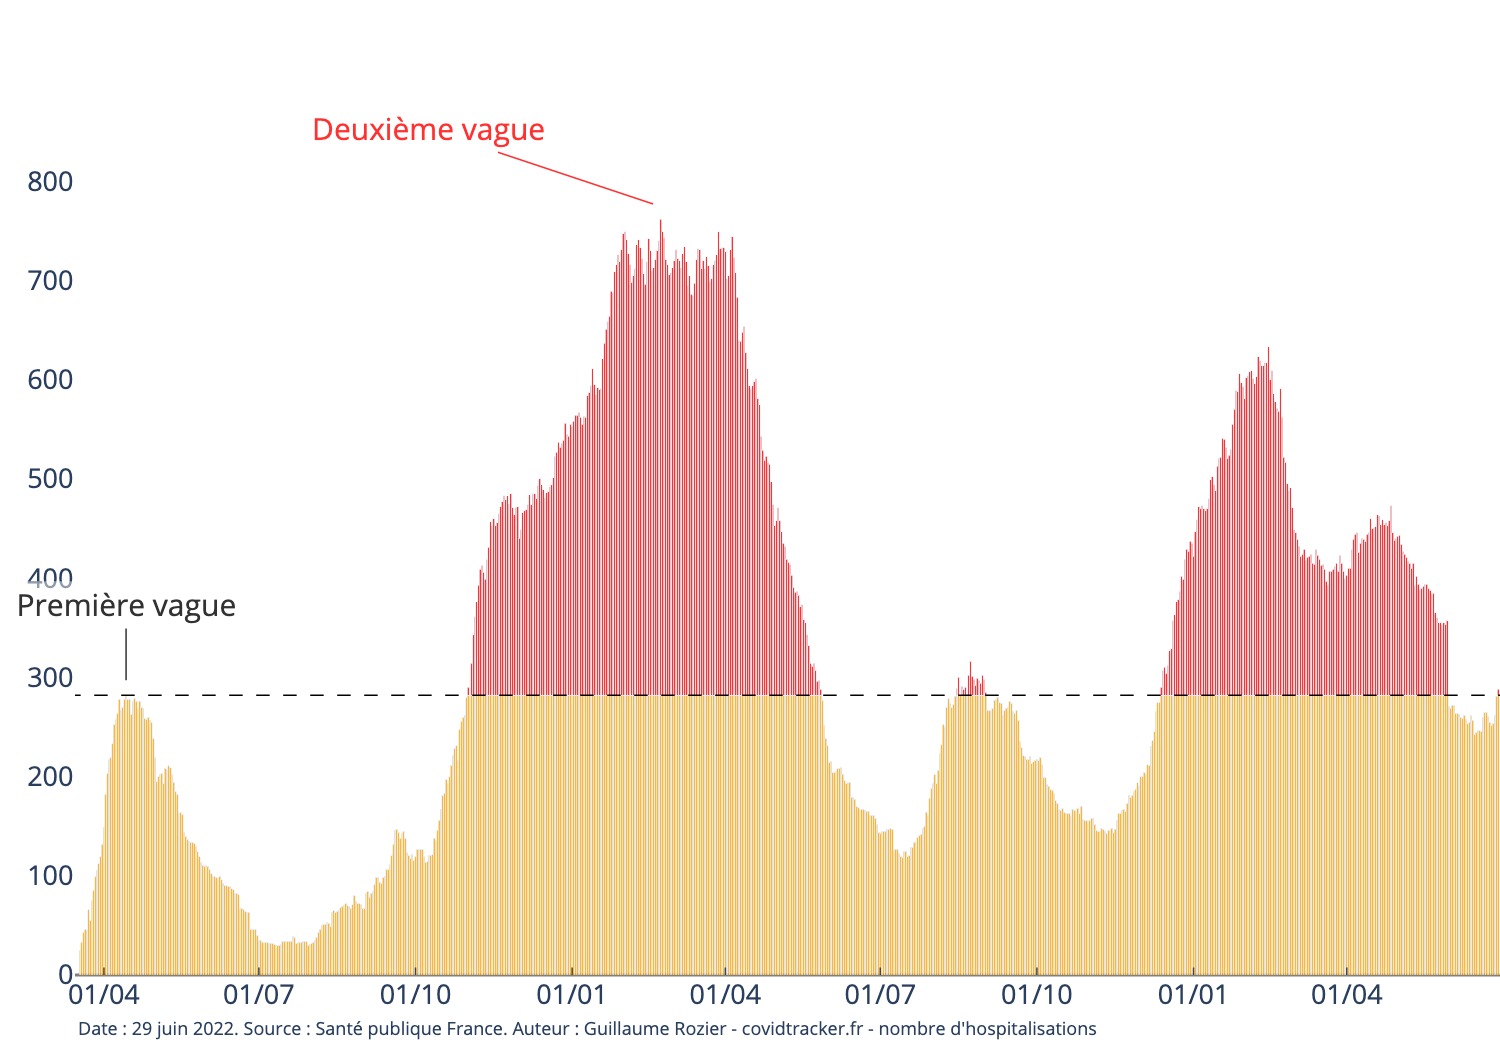 Deuxième vague
800
700
600
500
400
Première vague
300
200
100
0
01/04 01/07 01/10 01/01 01/04 01/07 01/10 01/01 01/04
Date : 29 juin 2022. Source : Santé publique France. Auteur : Guillaume Rozier - covidtracker.fr - nombre d'hospitalisations